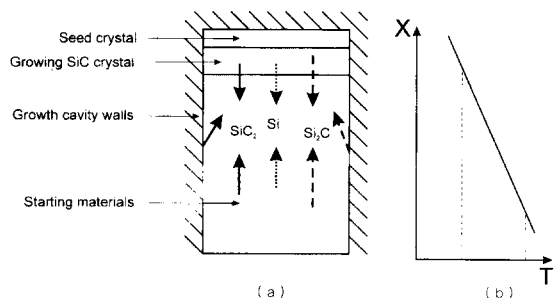 Seed crystal
Growing SiC crystal
Growth cavity walls
SiC₂
Si
Si₂C
Starting materials
(a)
X
T
(b)